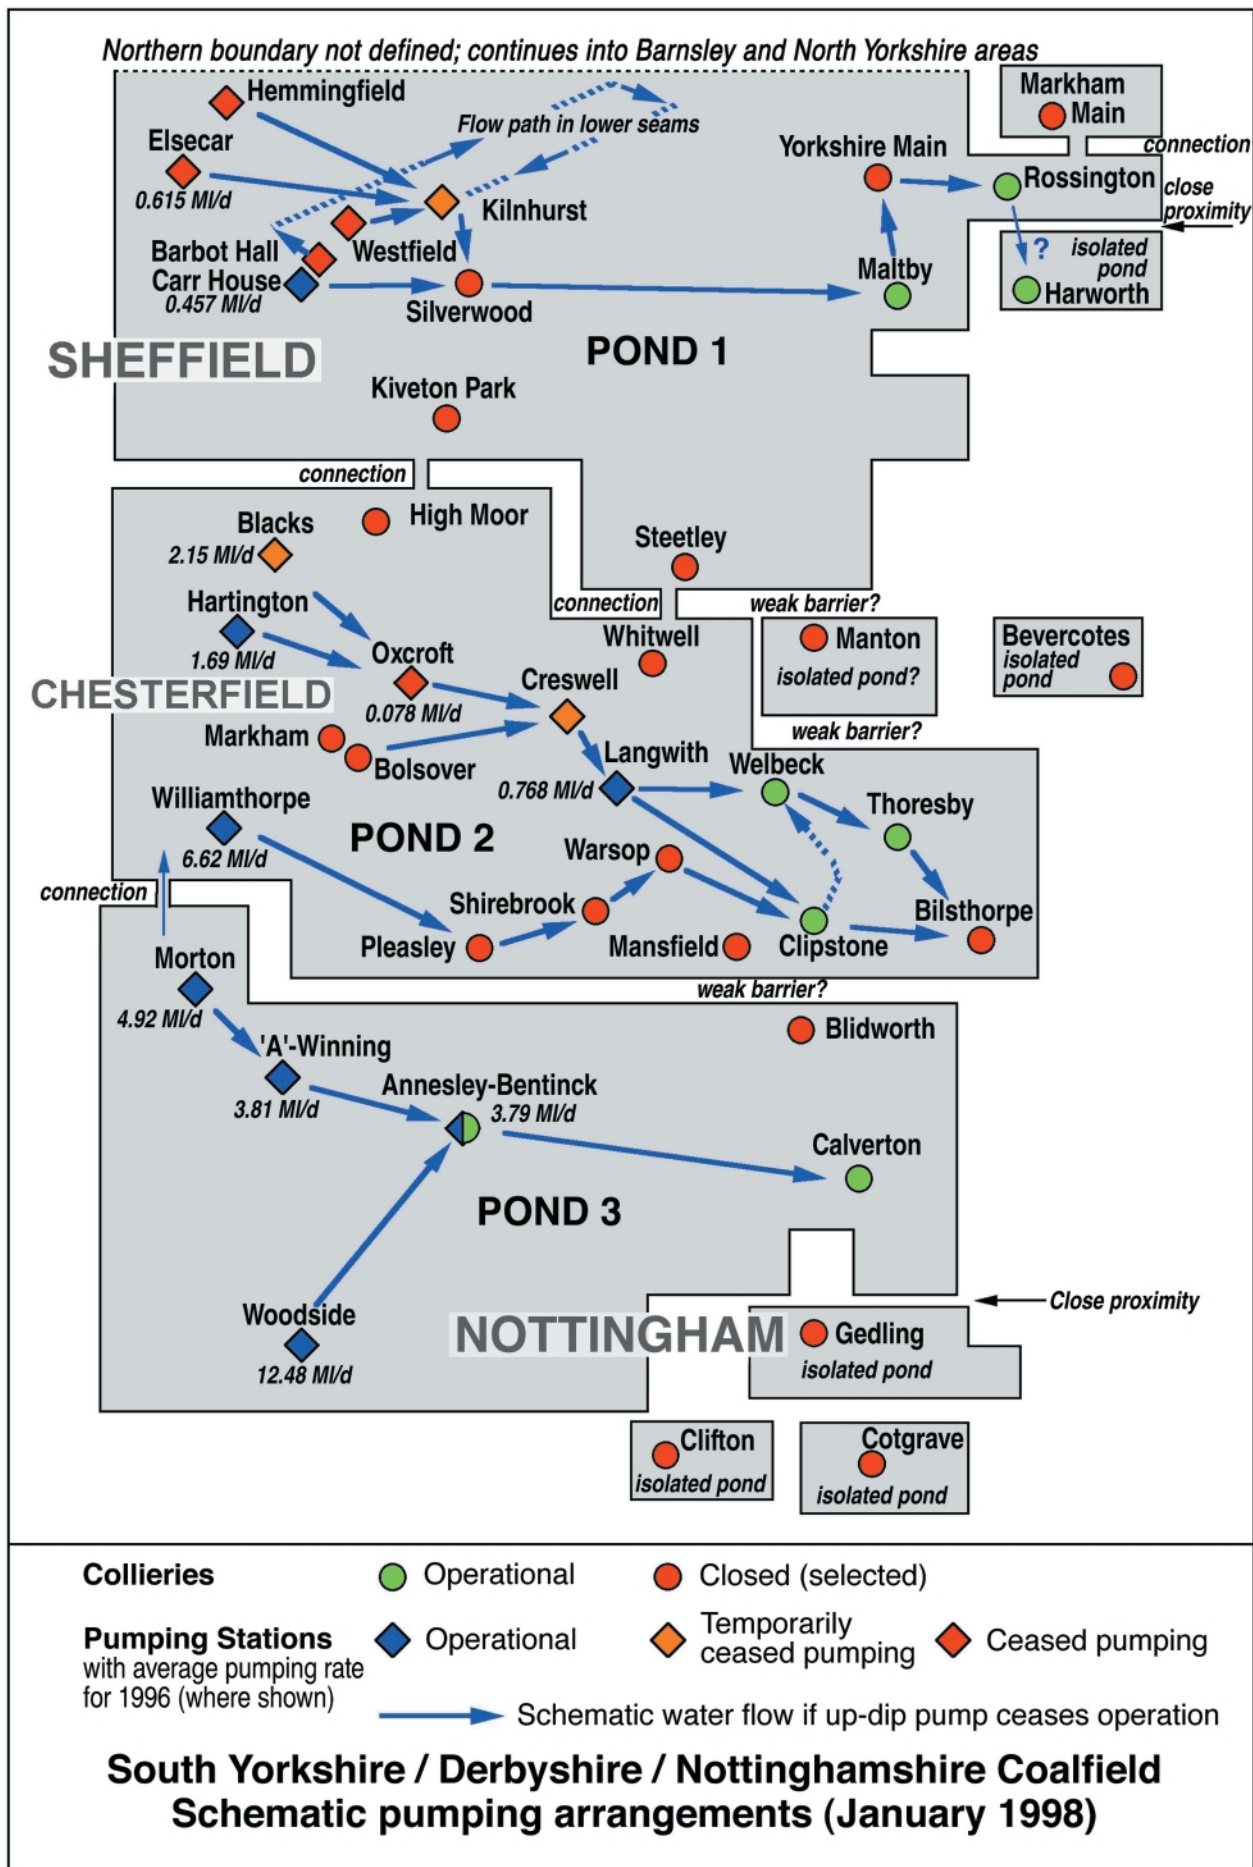 Northern boundary not defined; continues into Barnsley and North Yorkshire areas
Hemmingfield
Markham
Main
Flow path in lower seams
Elsecar
0.615 Ml/d
Yorkshire Main
connection
Rossington
close
proximity
Kilnhurst
Westfield
Barbot Hall
Carr House
0.457 Ml/d
Silverwood
Maltby
?
isolated
pond
Harworth
SHEFFIELD
POND 1
Kiveton Park
connection
High Moor
Blacks
2.15 Ml/d
Steetley
Hartington
1.69 Ml/d
connection
weak barrier?
Whitwell
Manton
isolated pond?
Bevercotes
isolated
pond
Oxcroft
0.078 Ml/d
CHESTERFIELD
Creswell
Markham
Bolsover
weak barrier?
Langwith
0.768 Ml/d
Welbeck
Thoresby
Williamthorpe
6.62 Ml/d
POND 2
Warsop
Shirebrook
Pleasley
Mansfield
Clipstone
Bilsthorpe
connection
Morton
4.92 Ml/d
weak barrier?
Blidworth
'A'-Winning
3.81 Ml/d
Annesley-Bentinck
3.79 Ml/d
Calverton
POND 3
Woodside
12.48 Ml/d
NOTTINGHAM
Close proximity
Gedling
isolated pond
Clifton
isolated pond
Cotgrave
isolated pond
Collieries
Operational
Closed (selected)
Pumping Stations
with average pumping rate
for 1996 (where shown)
Operational
Temporarily
ceased pumping
Ceased pumping
Schematic water flow if up-dip pump ceases operation
South Yorkshire / Derbyshire / Nottinghamshire Coalfield
Schematic pumping arrangements (January 1998)